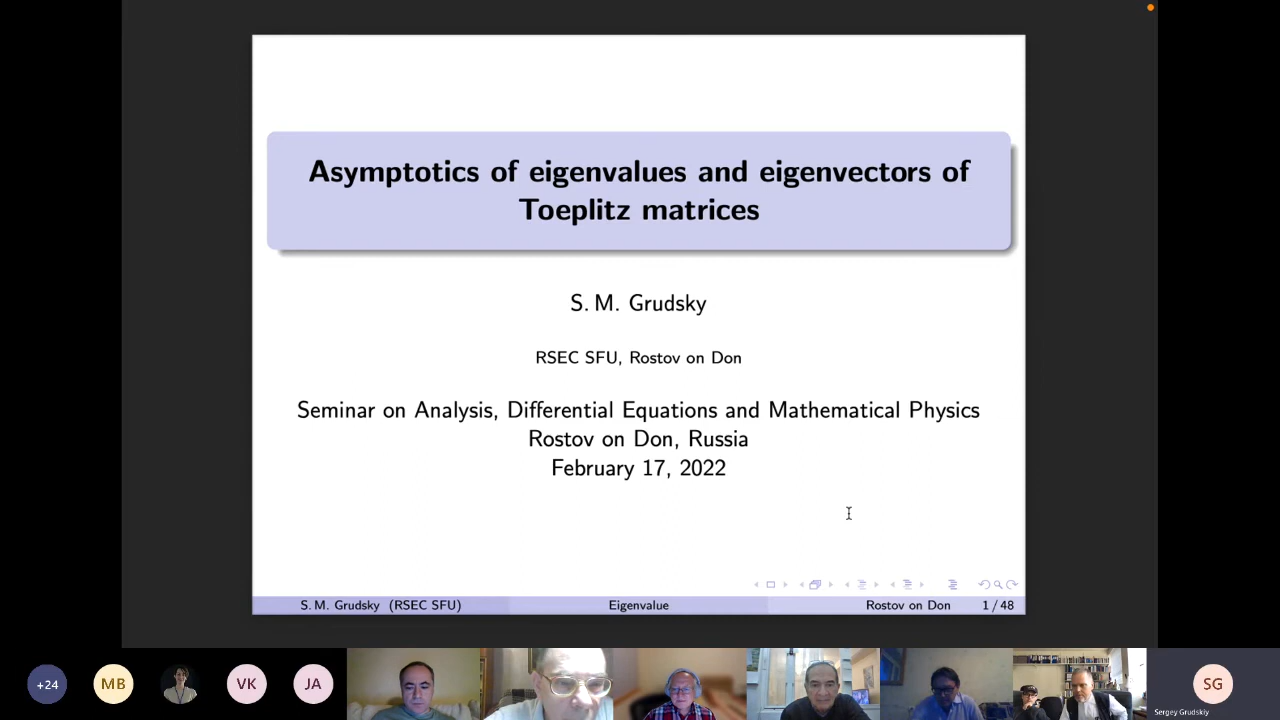 Asymptotics of eigenvalues and eigenvectors of
Toeplitz matrices
S. M. Grudsky
RSEC SFU, Rostov on Don
Seminar on Analysis, Differential Equations and Mathematical Physics
Rostov on Don, Russia
February 17, 2022
S. M. Grudsky (RSEC SFU)
Eigenvalue
Rostov on Don
1 / 48
+24
MB
VK
JA
SG
Sergey Grudskiy